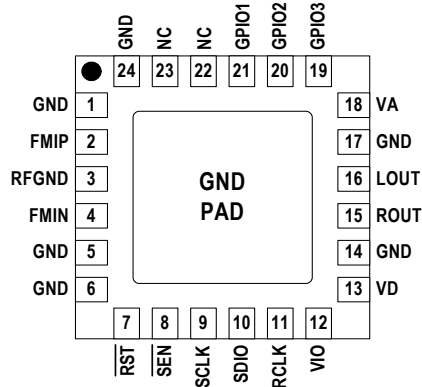 GND
NC
NC
GPIO1
GPIO2
GPIO3
24
23
22
21
20
19
GND 1
FMIP 2
RFGND 3
FMIN 4
GND 5
GND 6
18 VA
17 GND
16 LOUT
15 ROUT
14 GND
13 VD
GND
PAD
7
8
9
10
11
12
RST
SEN
SCLK
SDIO
RCLK
VIO